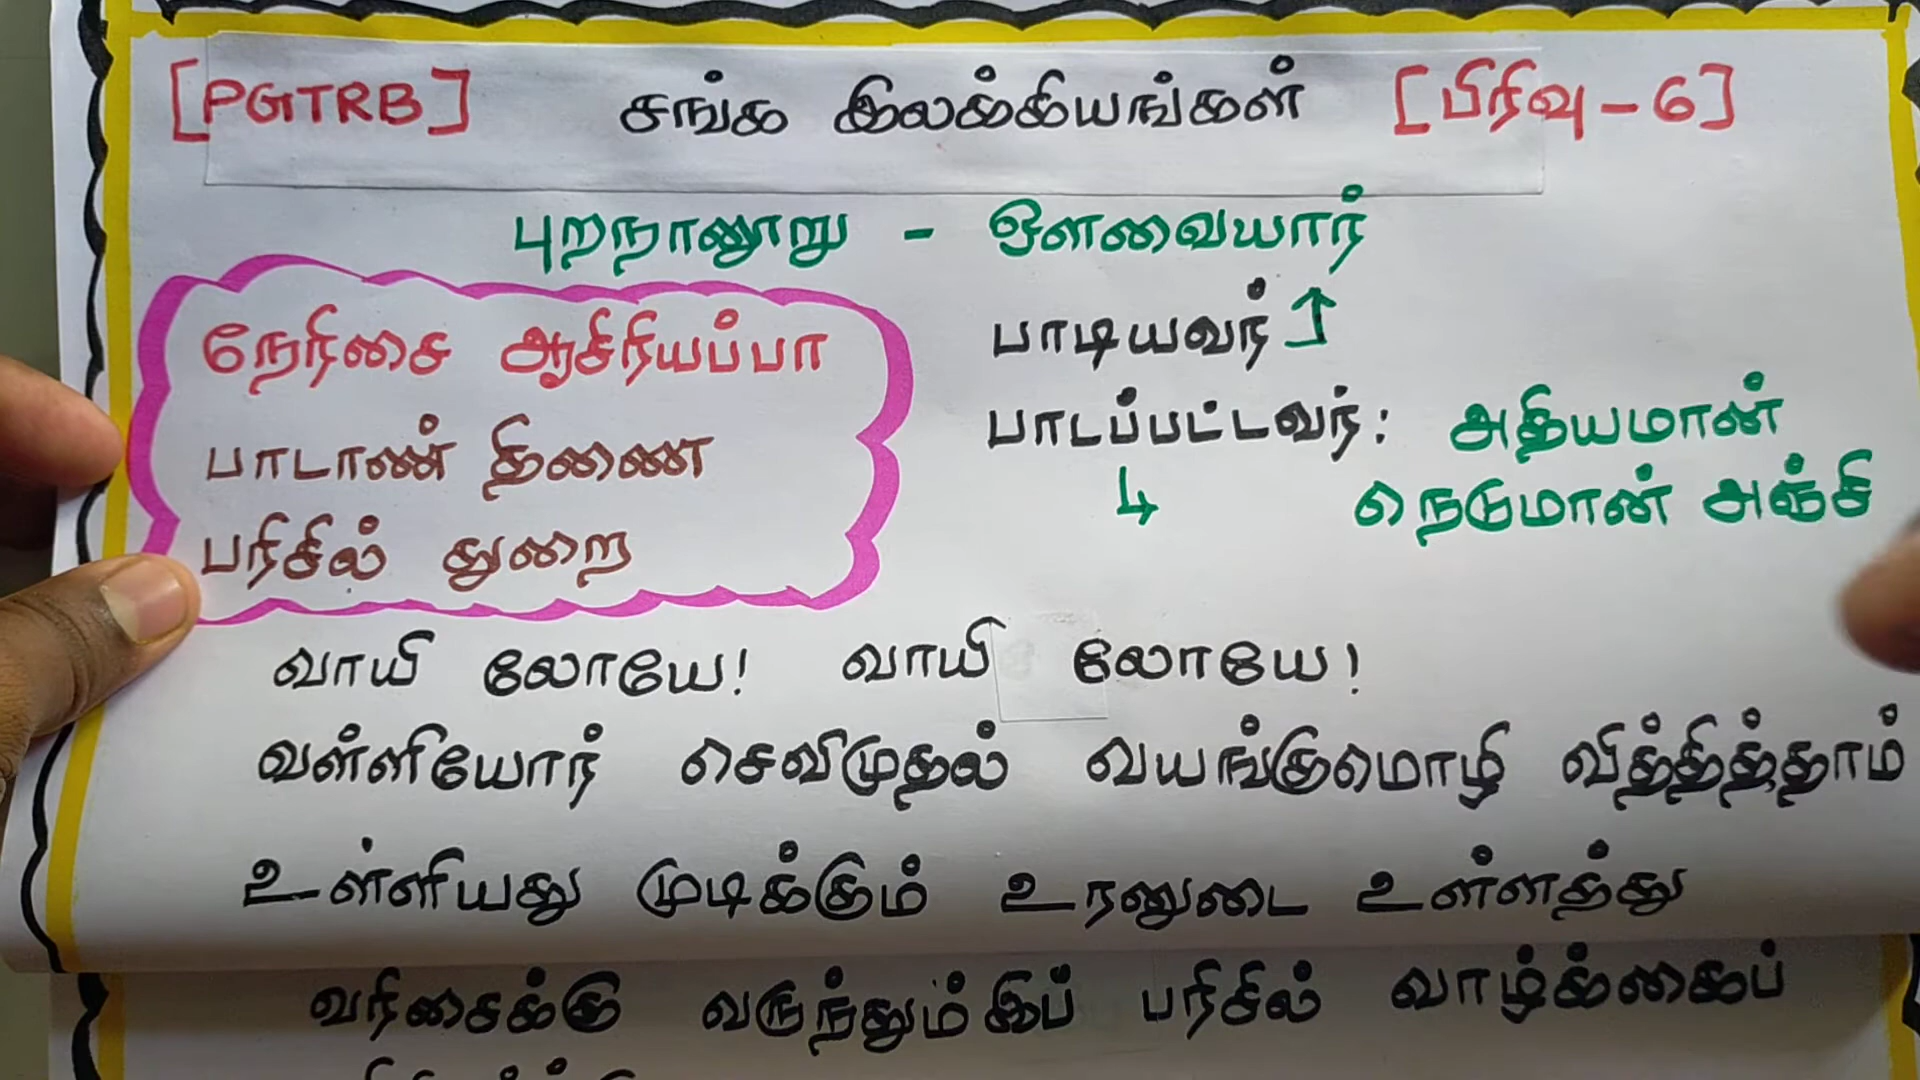 [PGTRB] சங்க இலக்கியங்கள் [பிரிவு - 6]
புறநானூறு - ஔவையார்
நேரிசை ஆசிரியப்பா
பாடாண் திணை
பரிசில் துறை
பாடியவர் ↑
பாடப்பட்டவர்: அதியமான்
நெடுமான் அஞ்சி
வாயி லோயே! வாயி லோயே!
வள்ளியோர் செவிமுதல் வயங்குமொழி வித்தித்தாம்
உள்ளியது முடிக்கும் உரனுடை உள்ளத்து
வரிசைக்கு வருந்தும்இப் பரிசில் வாழ்க்கைப்